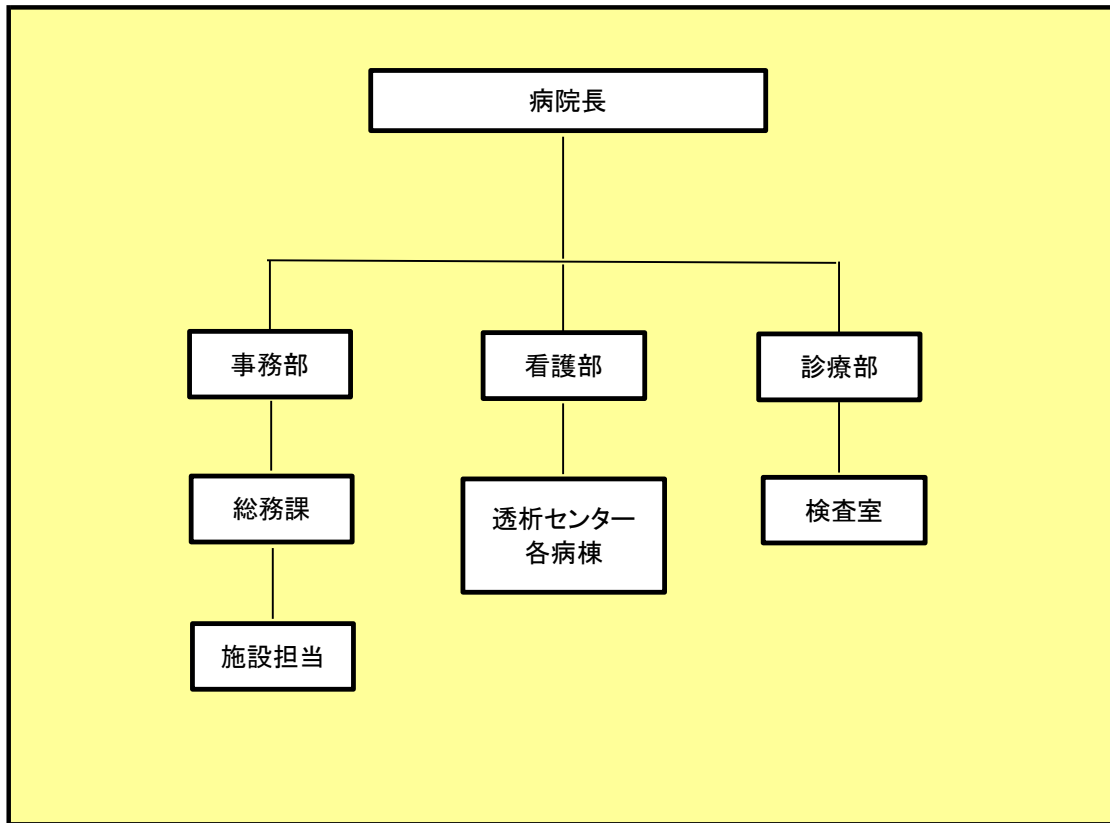 病院長
事務部
看護部
診療部
総務課
透析センター
各病棟
検査室
施設担当